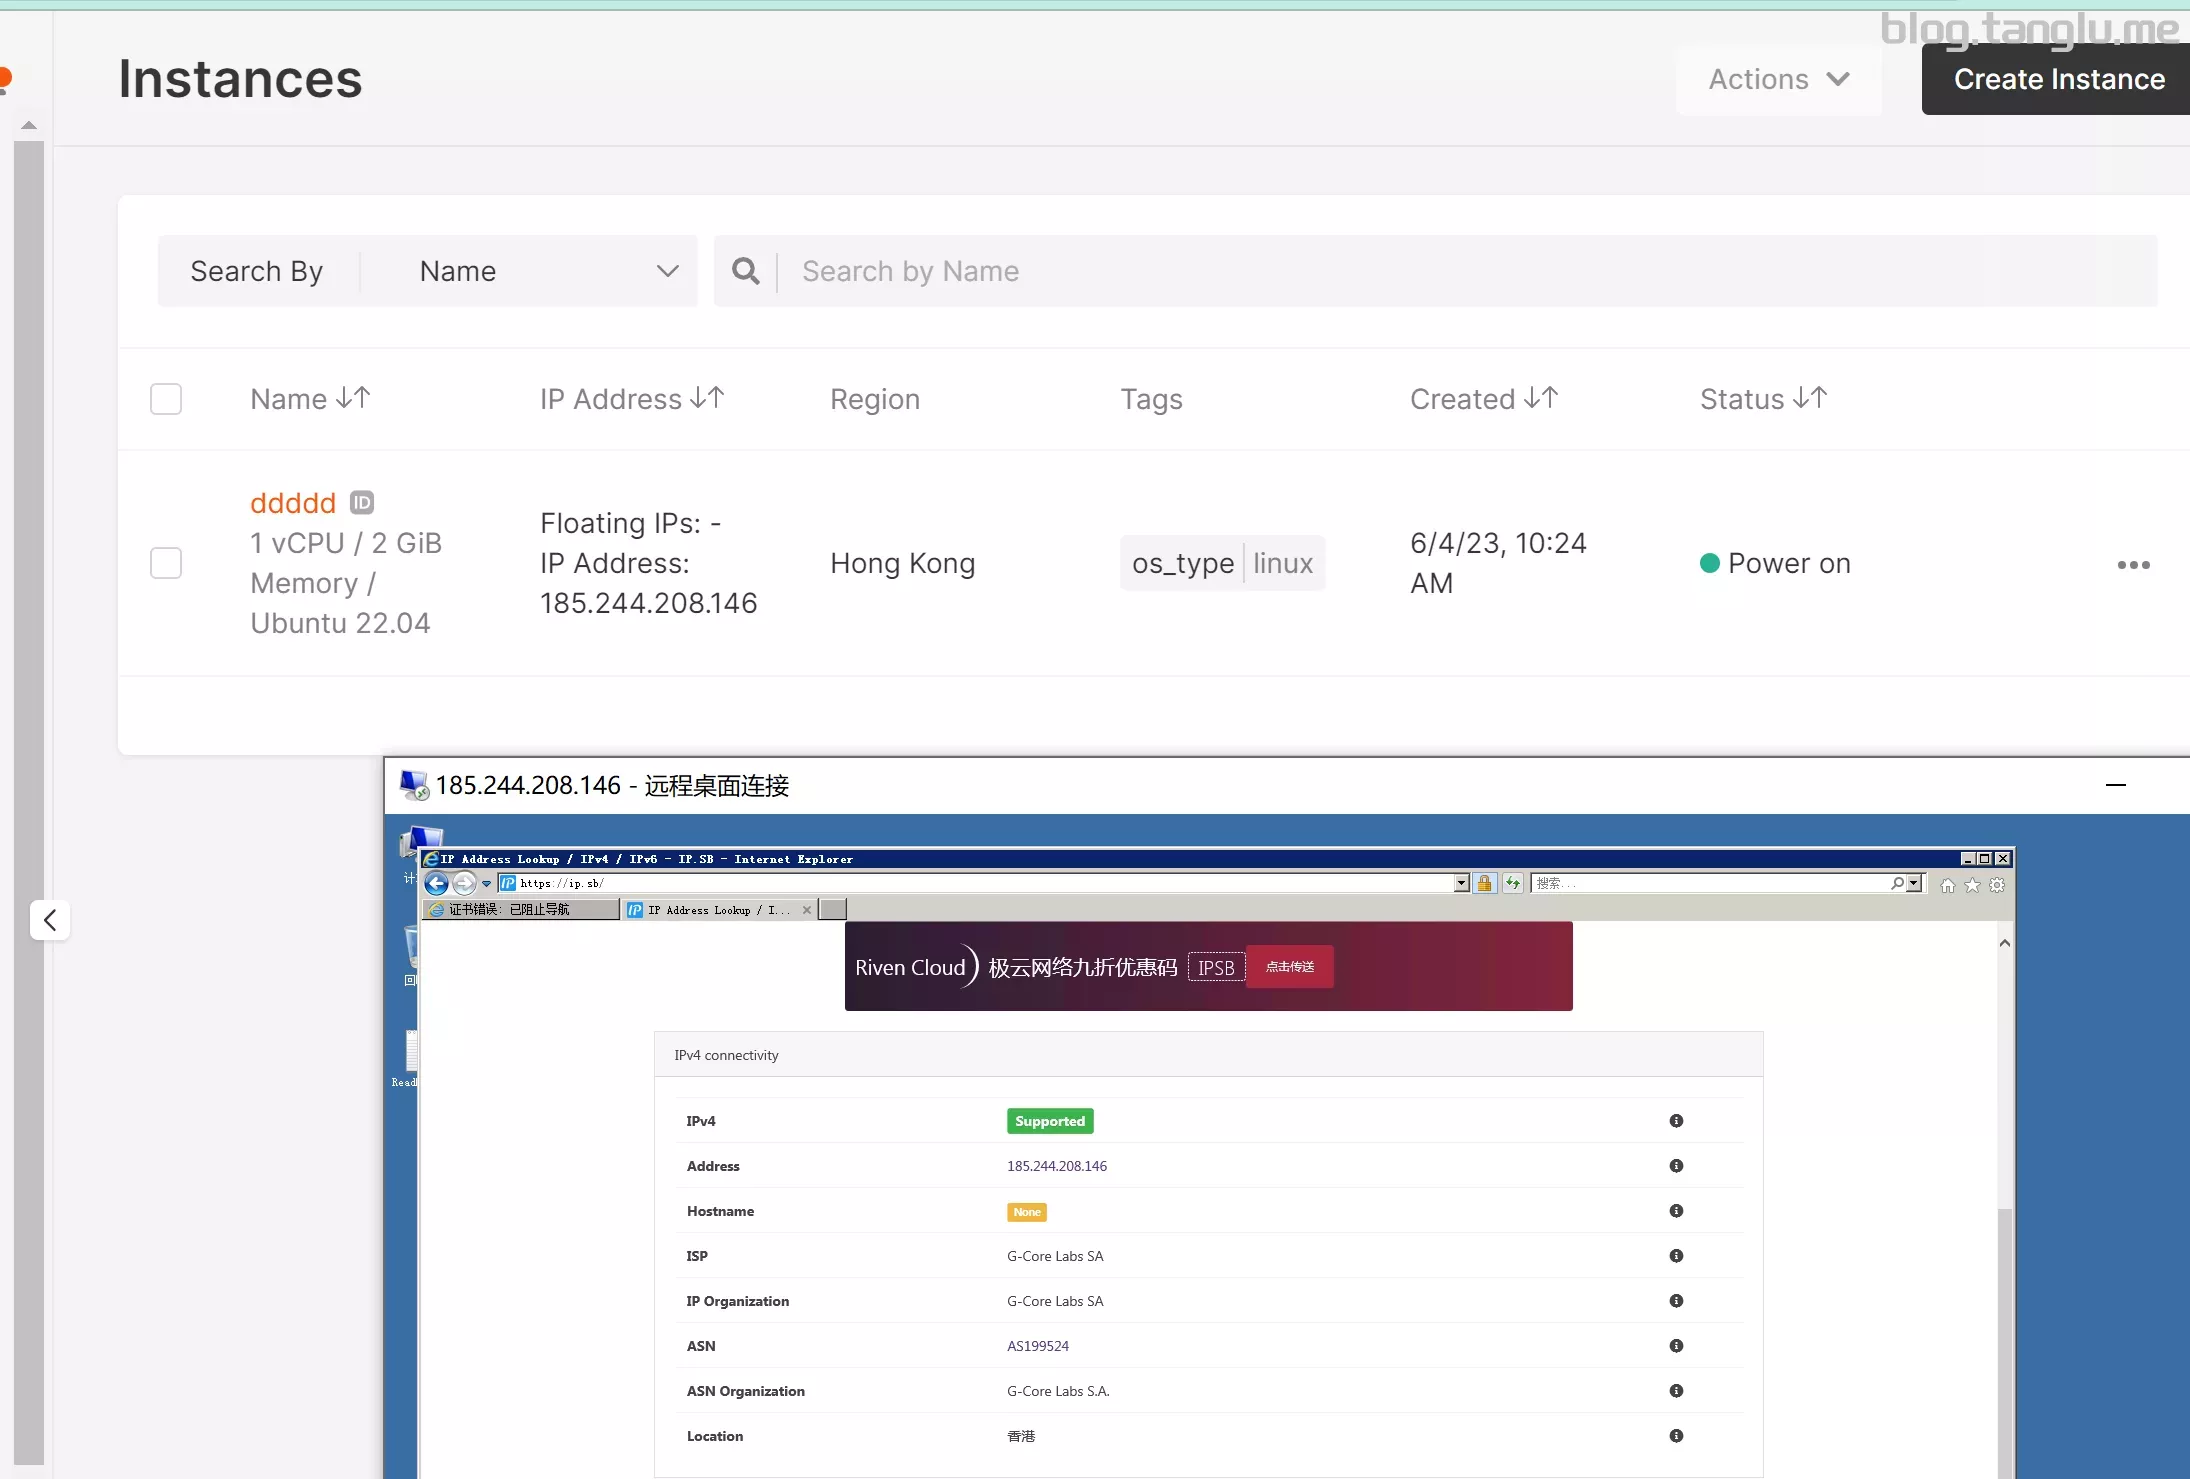 blog.tanglu.me
Instances
Actions
Create Instance
Search By
Name
Search by Name
Name
IP Address
Region
Tags
Created
Status
ddddd ID
1 vCPU / 2 GiB
Memory /
Ubuntu 22.04
Floating IPs: -
IP Address:
185.244.208.146
Hong Kong
os_type linux
6/4/23, 10:24
AM
Power on
185.244.208.146 - 远程桌面连接
IP Address Lookup / IPv4 / IPv6 - IP.SB - Internet Explorer
计
IP https://ip.sb/
搜索...
证书错误: 已阻止导航
IP IP Address Lookup / I...
回
Read
Riven Cloud 极云网络九折优惠码 IPSB 点击传送
IPv4 connectivity
IPv4 Supported
Address 185.244.208.146
Hostname None
ISP G-Core Labs SA
IP Organization G-Core Labs SA
ASN AS199524
ASN Organization G-Core Labs S.A.
Location 香港